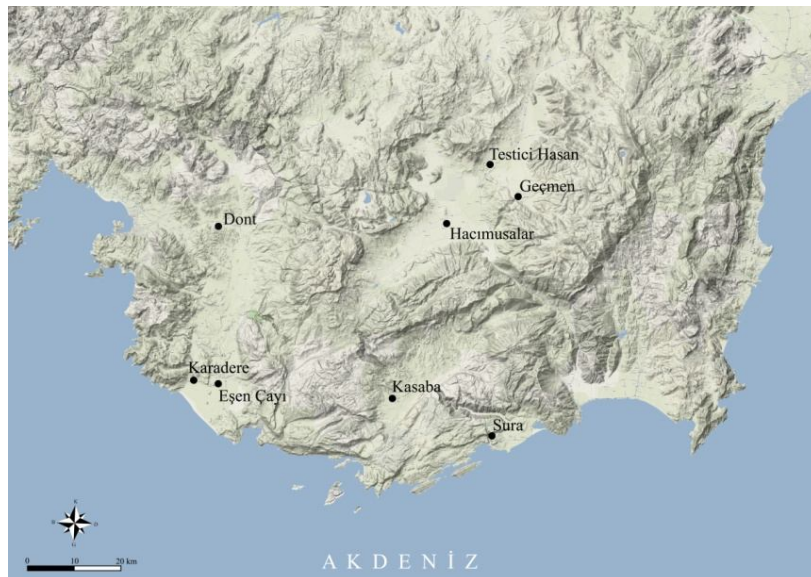 Testici Hasan
Geçmen
Dont
Hacımusalar
Karadere
Eşen Çayı
Kasaba
Sura
K
B
D
G
0 10 20 km
AKDENİZ